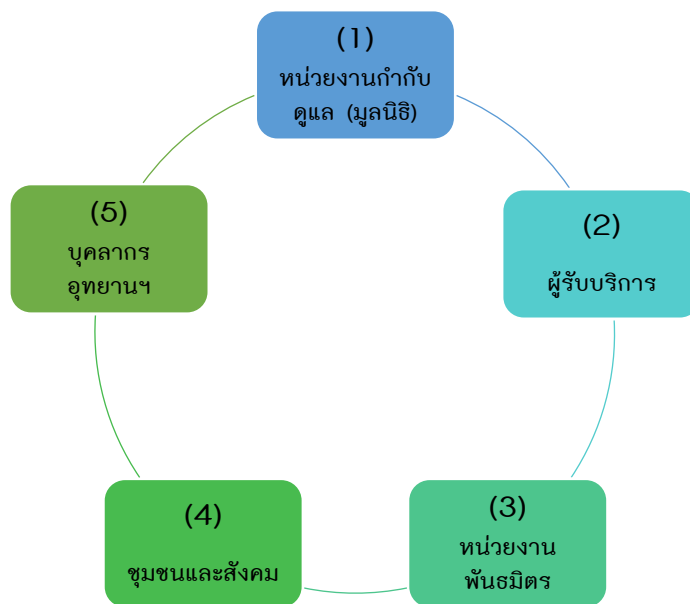 (1)
หน่วยงานกำกับ
ดูแล (มูลนิธิ)
(2)
ผู้รับบริการ
(3)
หน่วยงาน
พันธมิตร
(4)
ชุมชนและสังคม
(5)
บุคลากร
อุทยานฯ